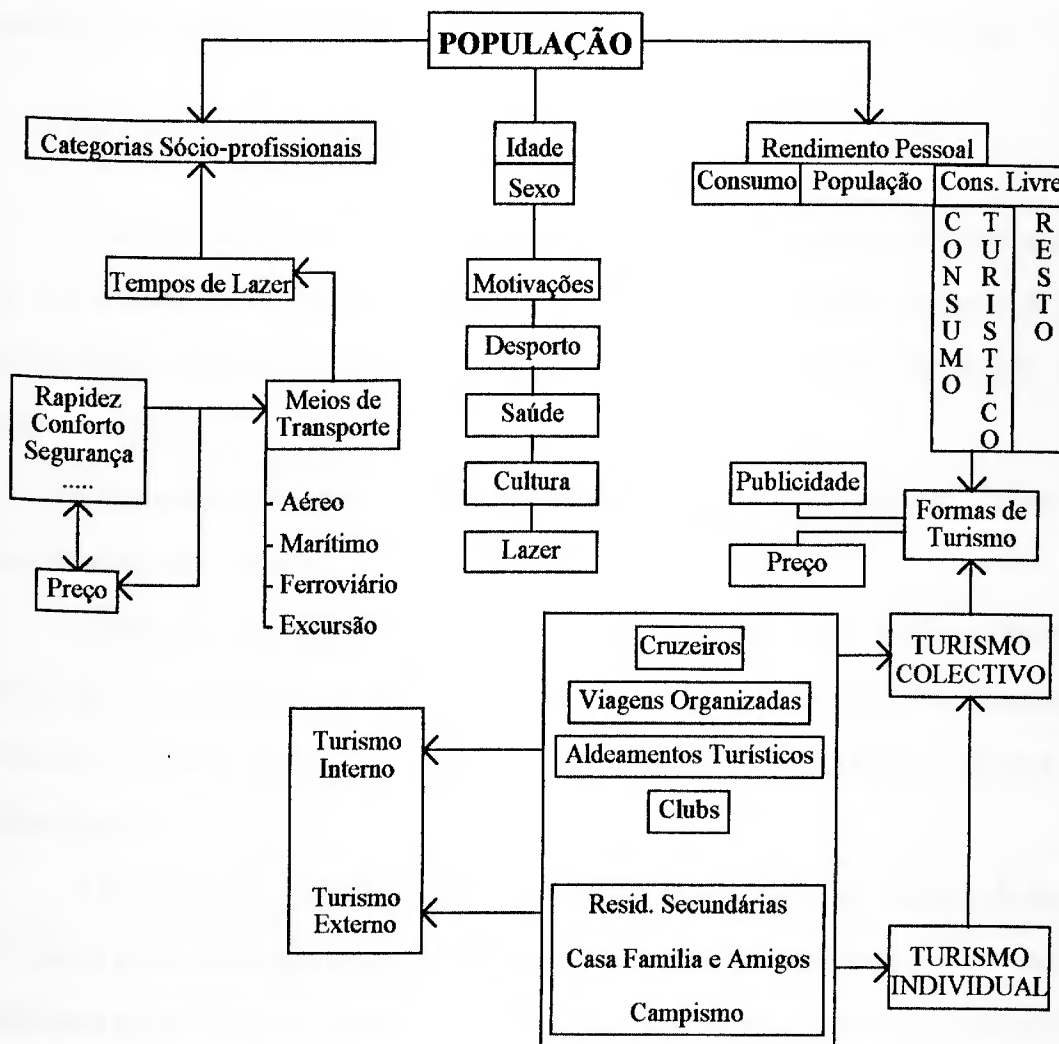 POPULAÇÃO
Categorias Sócio-profissionais
Idade
Sexo
Rendimento Pessoal
Consumo População Cons. Livre
CONSUMO
TURISTICO
RESTO
Tempos de Lazer
Motivações
Desporto
Saúde
Cultura
Lazer
Rapidez
Conforto
Segurança
.....
Preço
Meios de
Transporte
Aéreo
Marítimo
Ferroviário
Excursão
Publicidade
Preço
Formas de
Turismo
Cruzeiros
Viagens Organizadas
Aldeamentos Turísticos
Clubs
TURISMO
COLECTIVO
Turismo
Interno
Turismo
Externo
Resid. Secundárias
Casa Familia e Amigos
Campismo
TURISMO
INDIVIDUAL